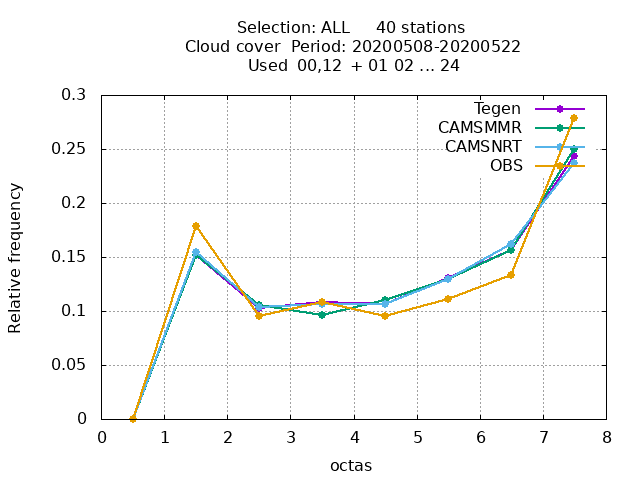 Selection: ALL     40 stations
Cloud cover  Period: 20200508-20200522
Used  00,12  + 01 02 ... 24
0.3
0.25
0.2
0.15
0.1
0.05
0
Relative frequency
Tegen
CAMSMMR
CAMSNRT
OBS
0 1 2 3 4 5 6 7 8
octas